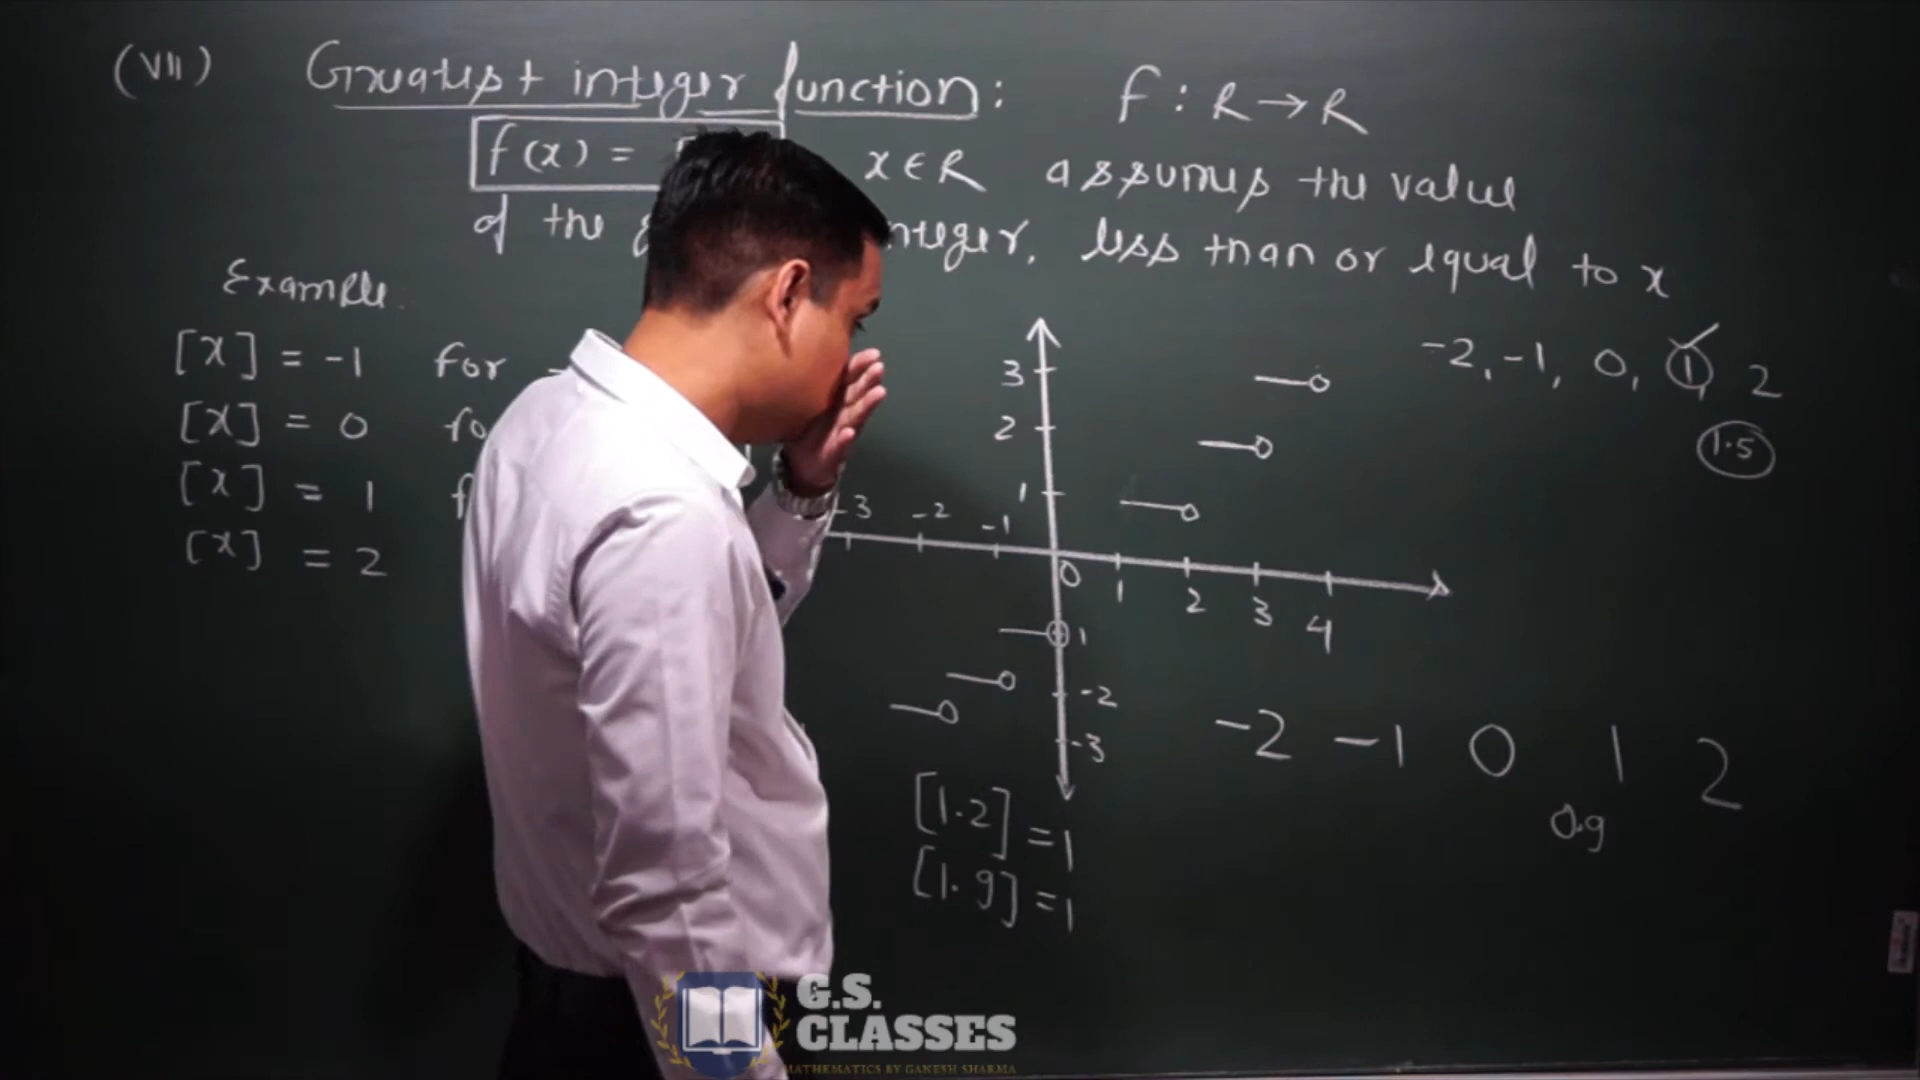 (VII) Greatest integer function: f : R → R
f(x) = [ x ∈ R assumes the value
of the g integer, less than or equal to x
Example.
[x] = -1 for -
[x] = 0 fo
[x] = 1 f
[x] = 2
-2, -1, 0, 1, 2
1.5
3
2
1
-3 -2 -1
0 1 2 3 4
1
-2
-3
-2 -1 0 1 2
0.9
[1.2] = 1
[1.9] = 1
G.S.
CLASSES
MATHEMATICS BY GANESH SHARMA